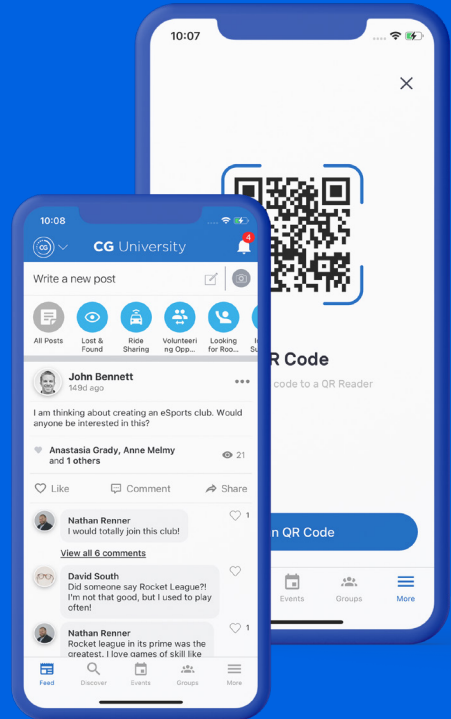 10:07
R Code
code to a QR Reader
n QR Code
Events
Groups
More
10:08
CG
CG University
4
Write a new post
All Posts
Lost &
Found
Ride
Sharing
Volunteeri
ng Opp...
Looking
for Roo...
John Bennett
149d ago
I am thinking about creating an eSports club. Would
anyone be interested in this?
Anastasia Grady, Anne Melmy
and 1 others
21
Like
Comment
Share
Nathan Renner
I would totally join this club!
1
View all 6 comments
David South
Did someone say Rocket League?!
I'm not that good, but I used to play
often!
Nathan Renner
1
Rocket league in its prime was the
greatest. I love games of skill like
Feed
Discover
Events
Groups
More